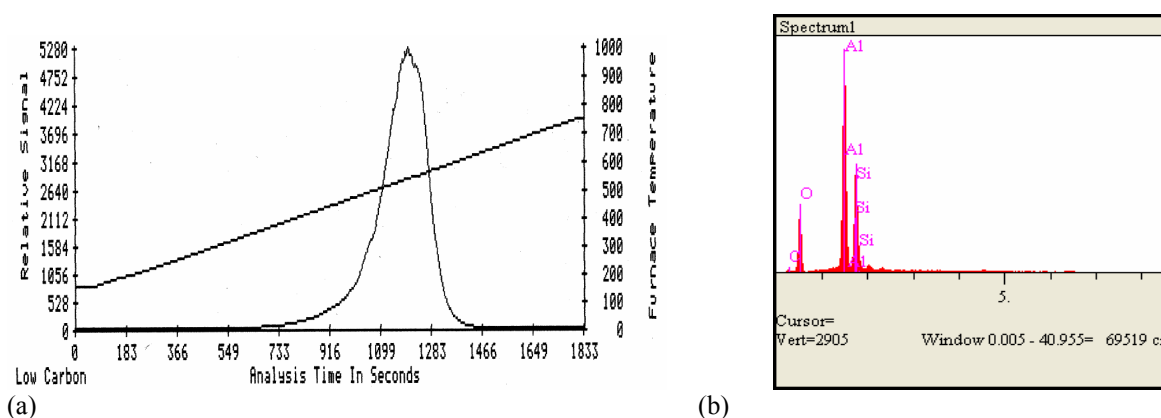 5280
4752
4224
3696
3168
2640
2112
1584
1056
528
0
Relative Signal
1000
900
800
700
600
500
400
300
200
100
0
Furnace Temperature
0 183 366 549 733 916 1099 1283 1466 1649 1833
Low Carbon
Analysis Time In Seconds
(a)
Spectrum1
Al
Al
Si
O
Si
Si
Al
5.
Cursor=
Vert=2905 Window 0.005 - 40.955= 69519 c
(b)